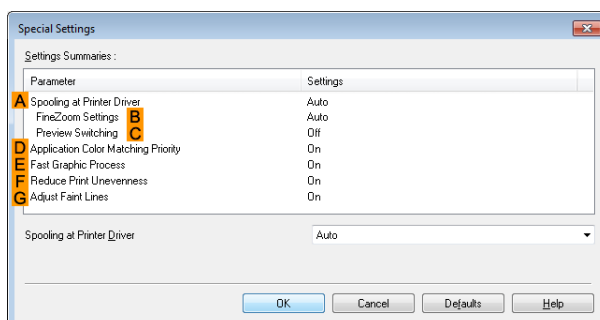 Special Settings
Settings Summaries :
Parameter Settings
A Spooling at Printer Driver Auto
FineZoom Settings B Auto
Preview Switching C Off
D Application Color Matching Priority On
E Fast Graphic Process On
F Reduce Print Unevenness On
G Adjust Faint Lines On
Spooling at Printer Driver Auto
OK Cancel Defaults Help